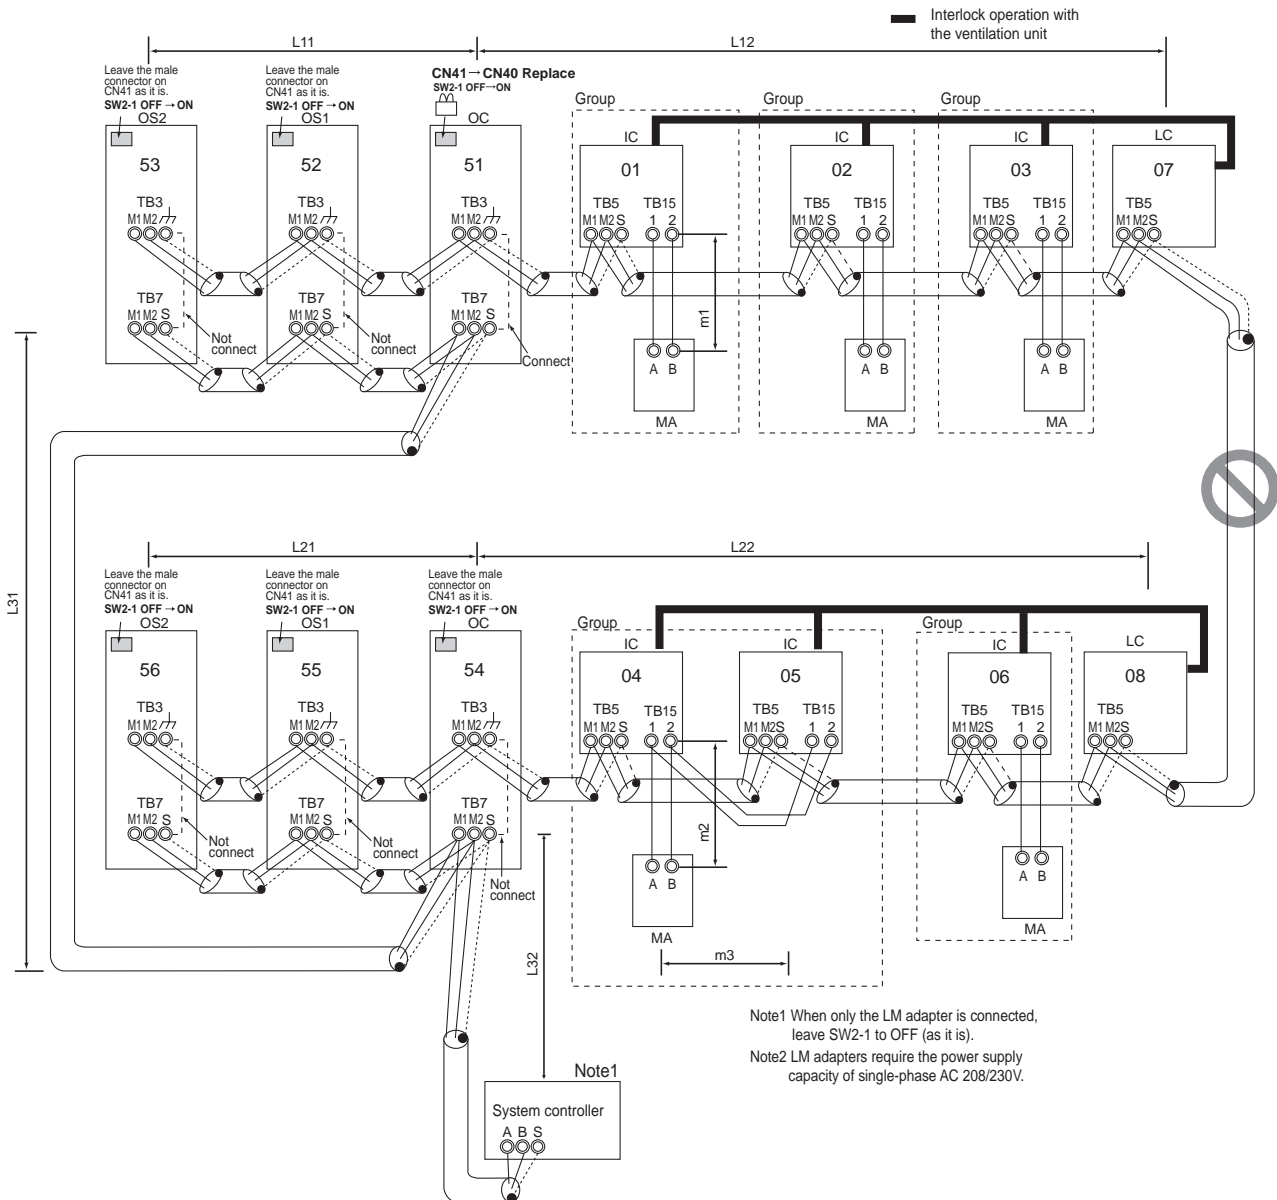 Interlock operation with
the ventilation unit
L11
L12
Leave the male
connector on
CN41 as it is.
SW2-1 OFF → ON
OS2
Leave the male
connector on
CN41 as it is.
SW2-1 OFF → ON
OS1
CN41 → CN40 Replace
SW2-1 OFF→ON
OC
Group
Group
Group
IC
IC
IC
LC
53
52
51
01
02
03
07
TB3
M1 M2
TB3
M1 M2
TB3
M1 M2
TB5
M1 M2 S
TB15
1 2
TB5
M1 M2 S
TB15
1 2
TB5
M1 M2 S
TB15
1 2
TB5
M1 M2 S
TB7
M1 M2 S
TB7
M1 M2 S
TB7
M1 M2 S
Not
connect
Not
connect
Connect
m1
A B
MA
A B
MA
A B
MA
L31
L21
L22
Leave the male
connector on
CN41 as it is.
SW2-1 OFF → ON
OS2
Leave the male
connector on
CN41 as it is.
SW2-1 OFF → ON
OS1
Leave the male
connector on
CN41 as it is.
SW2-1 OFF → ON
OC
Group
Group
IC
IC
IC
LC
56
55
54
04
05
06
08
TB3
M1 M2
TB3
M1 M2
TB3
M1 M2
TB5
M1 M2 S
TB15
1 2
TB5
M1 M2 S
TB15
1 2
TB5
M1 M2 S
TB15
1 2
TB5
M1 M2 S
TB7
M1 M2 S
TB7
M1 M2 S
TB7
M1 M2 S
Not
connect
Not
connect
Not
connect
m2
A B
MA
A B
MA
m3
L32
Note1 When only the LM adapter is connected,
leave SW2-1 to OFF (as it is).
Note2 LM adapters require the power supply
capacity of single-phase AC 208/230V.
Note1
System controller
A B S